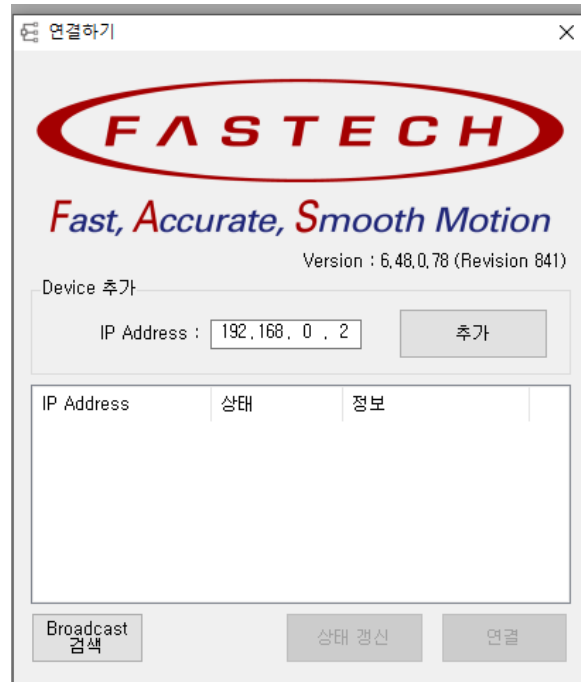 연결하기
FASTECH
Fast, Accurate, Smooth Motion
Version : 6,48,0,78 (Revision 841)
Device 추가
IP Address : 192,168, 0 , 2 추가
IP Address 상태 정보
Broadcast
검색
상태 갱신 연결